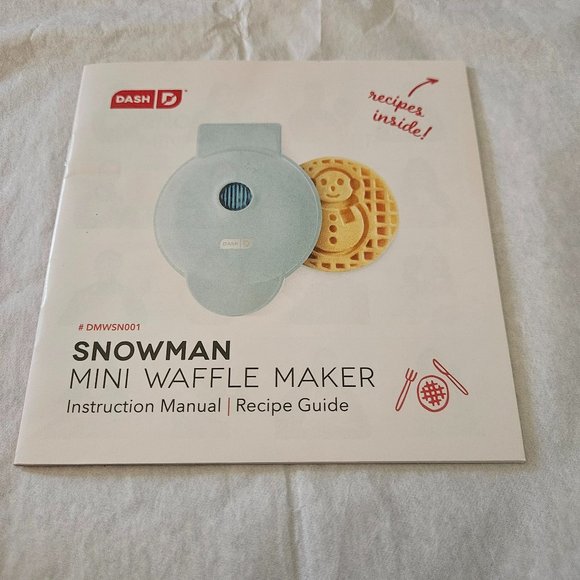 DASH D
recipes
inside!
DASH D
# DMWSN001
SNOWMAN
MINI WAFFLE MAKER
Instruction Manual | Recipe Guide